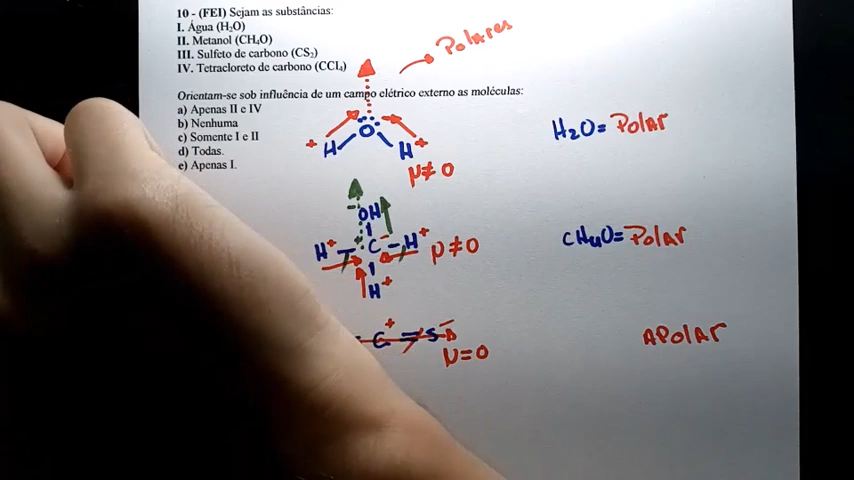 10 - (FEI) Sejam as substâncias:
I. Água (H₂O)
II. Metanol (CH₄O)
III. Sulfeto de carbono (CS₂)
IV. Tetracloreto de carbono (CCl₄)
Orientam-se sob influência de um campo elétrico externo as moléculas:
a) Apenas II e IV
b) Nenhuma
c) Somente I e II
d) Todas.
e) Apenas I.
Polares
O
+ H H +
μ≠0
H₂O= Polar
- OH
H+ - C - H+
μ≠0
H+
CH₄O= Polar
+ -
C = S
μ=0
APolar